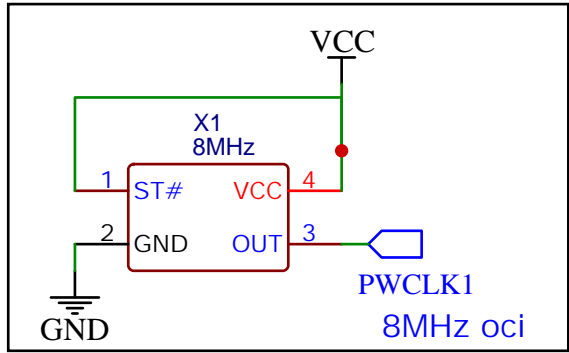 VCC
X1
8MHz
1 ST# VCC 4
2 GND OUT 3
PWCLK1
GND
8MHz oci